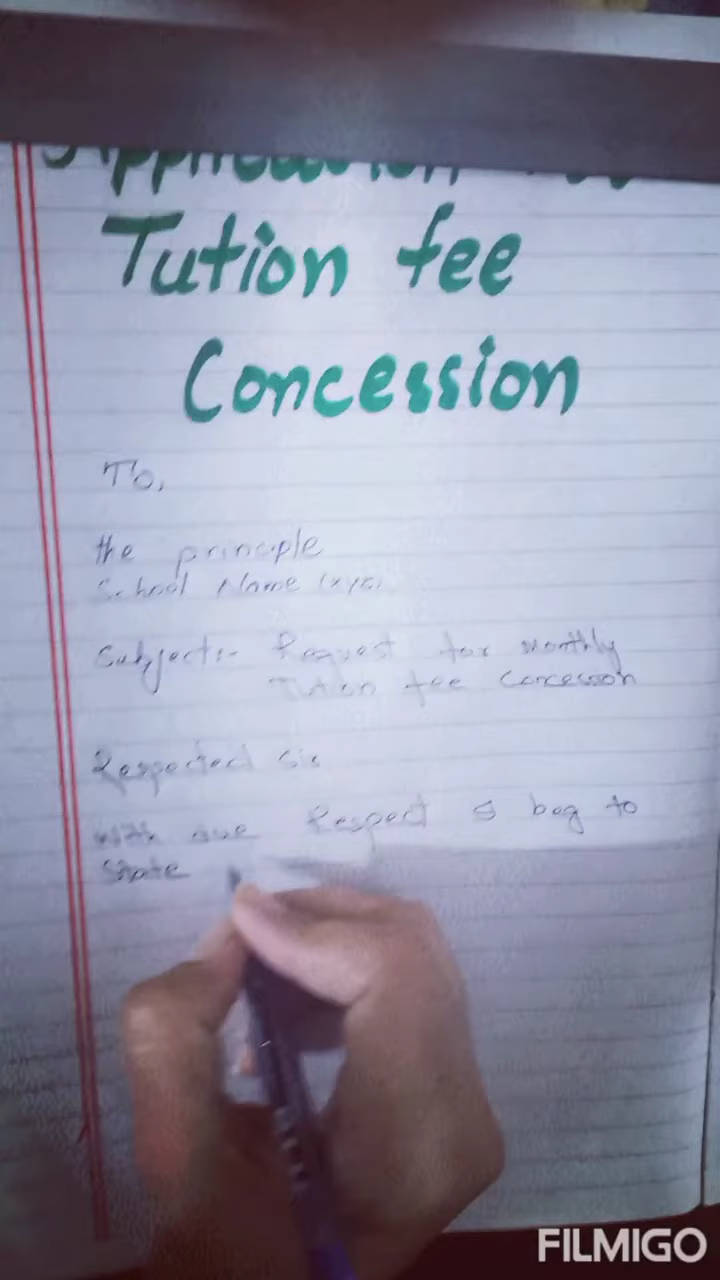 Application
Tution fee
Concession
To,
the principle
School Name (xyz)
Subject:- Request for Monthly
Tution fee Concession
Respected Sir
With due Respect I beg to
State
FILMIGO